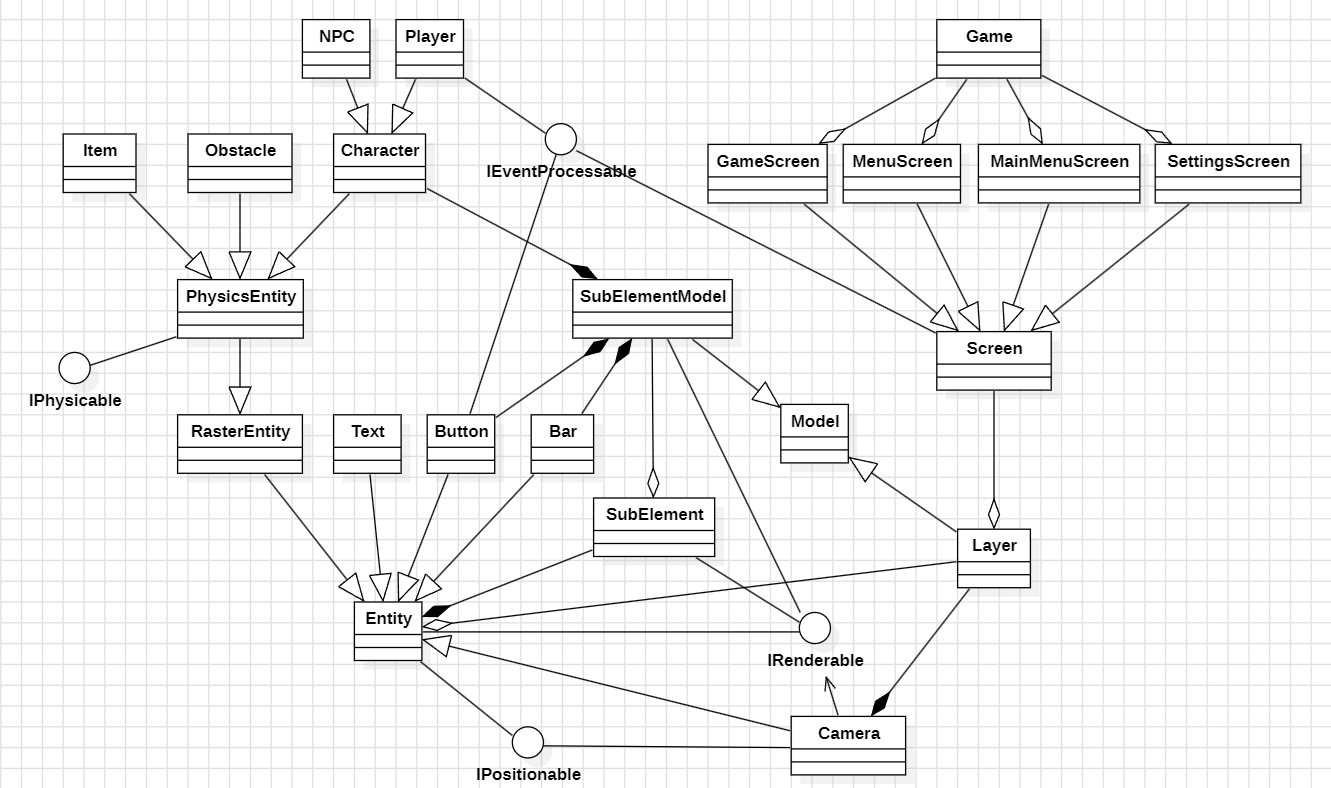 NPC
Player
Game
Item
Obstacle
Character
IEventProcessable
GameScreen
MenuScreen
MainMenuScreen
SettingsScreen
PhysicsEntity
SubElementModel
Screen
IPhysicable
RasterEntity
Text
Button
Bar
Model
SubElement
Layer
Entity
IRenderable
Camera
IPositionable